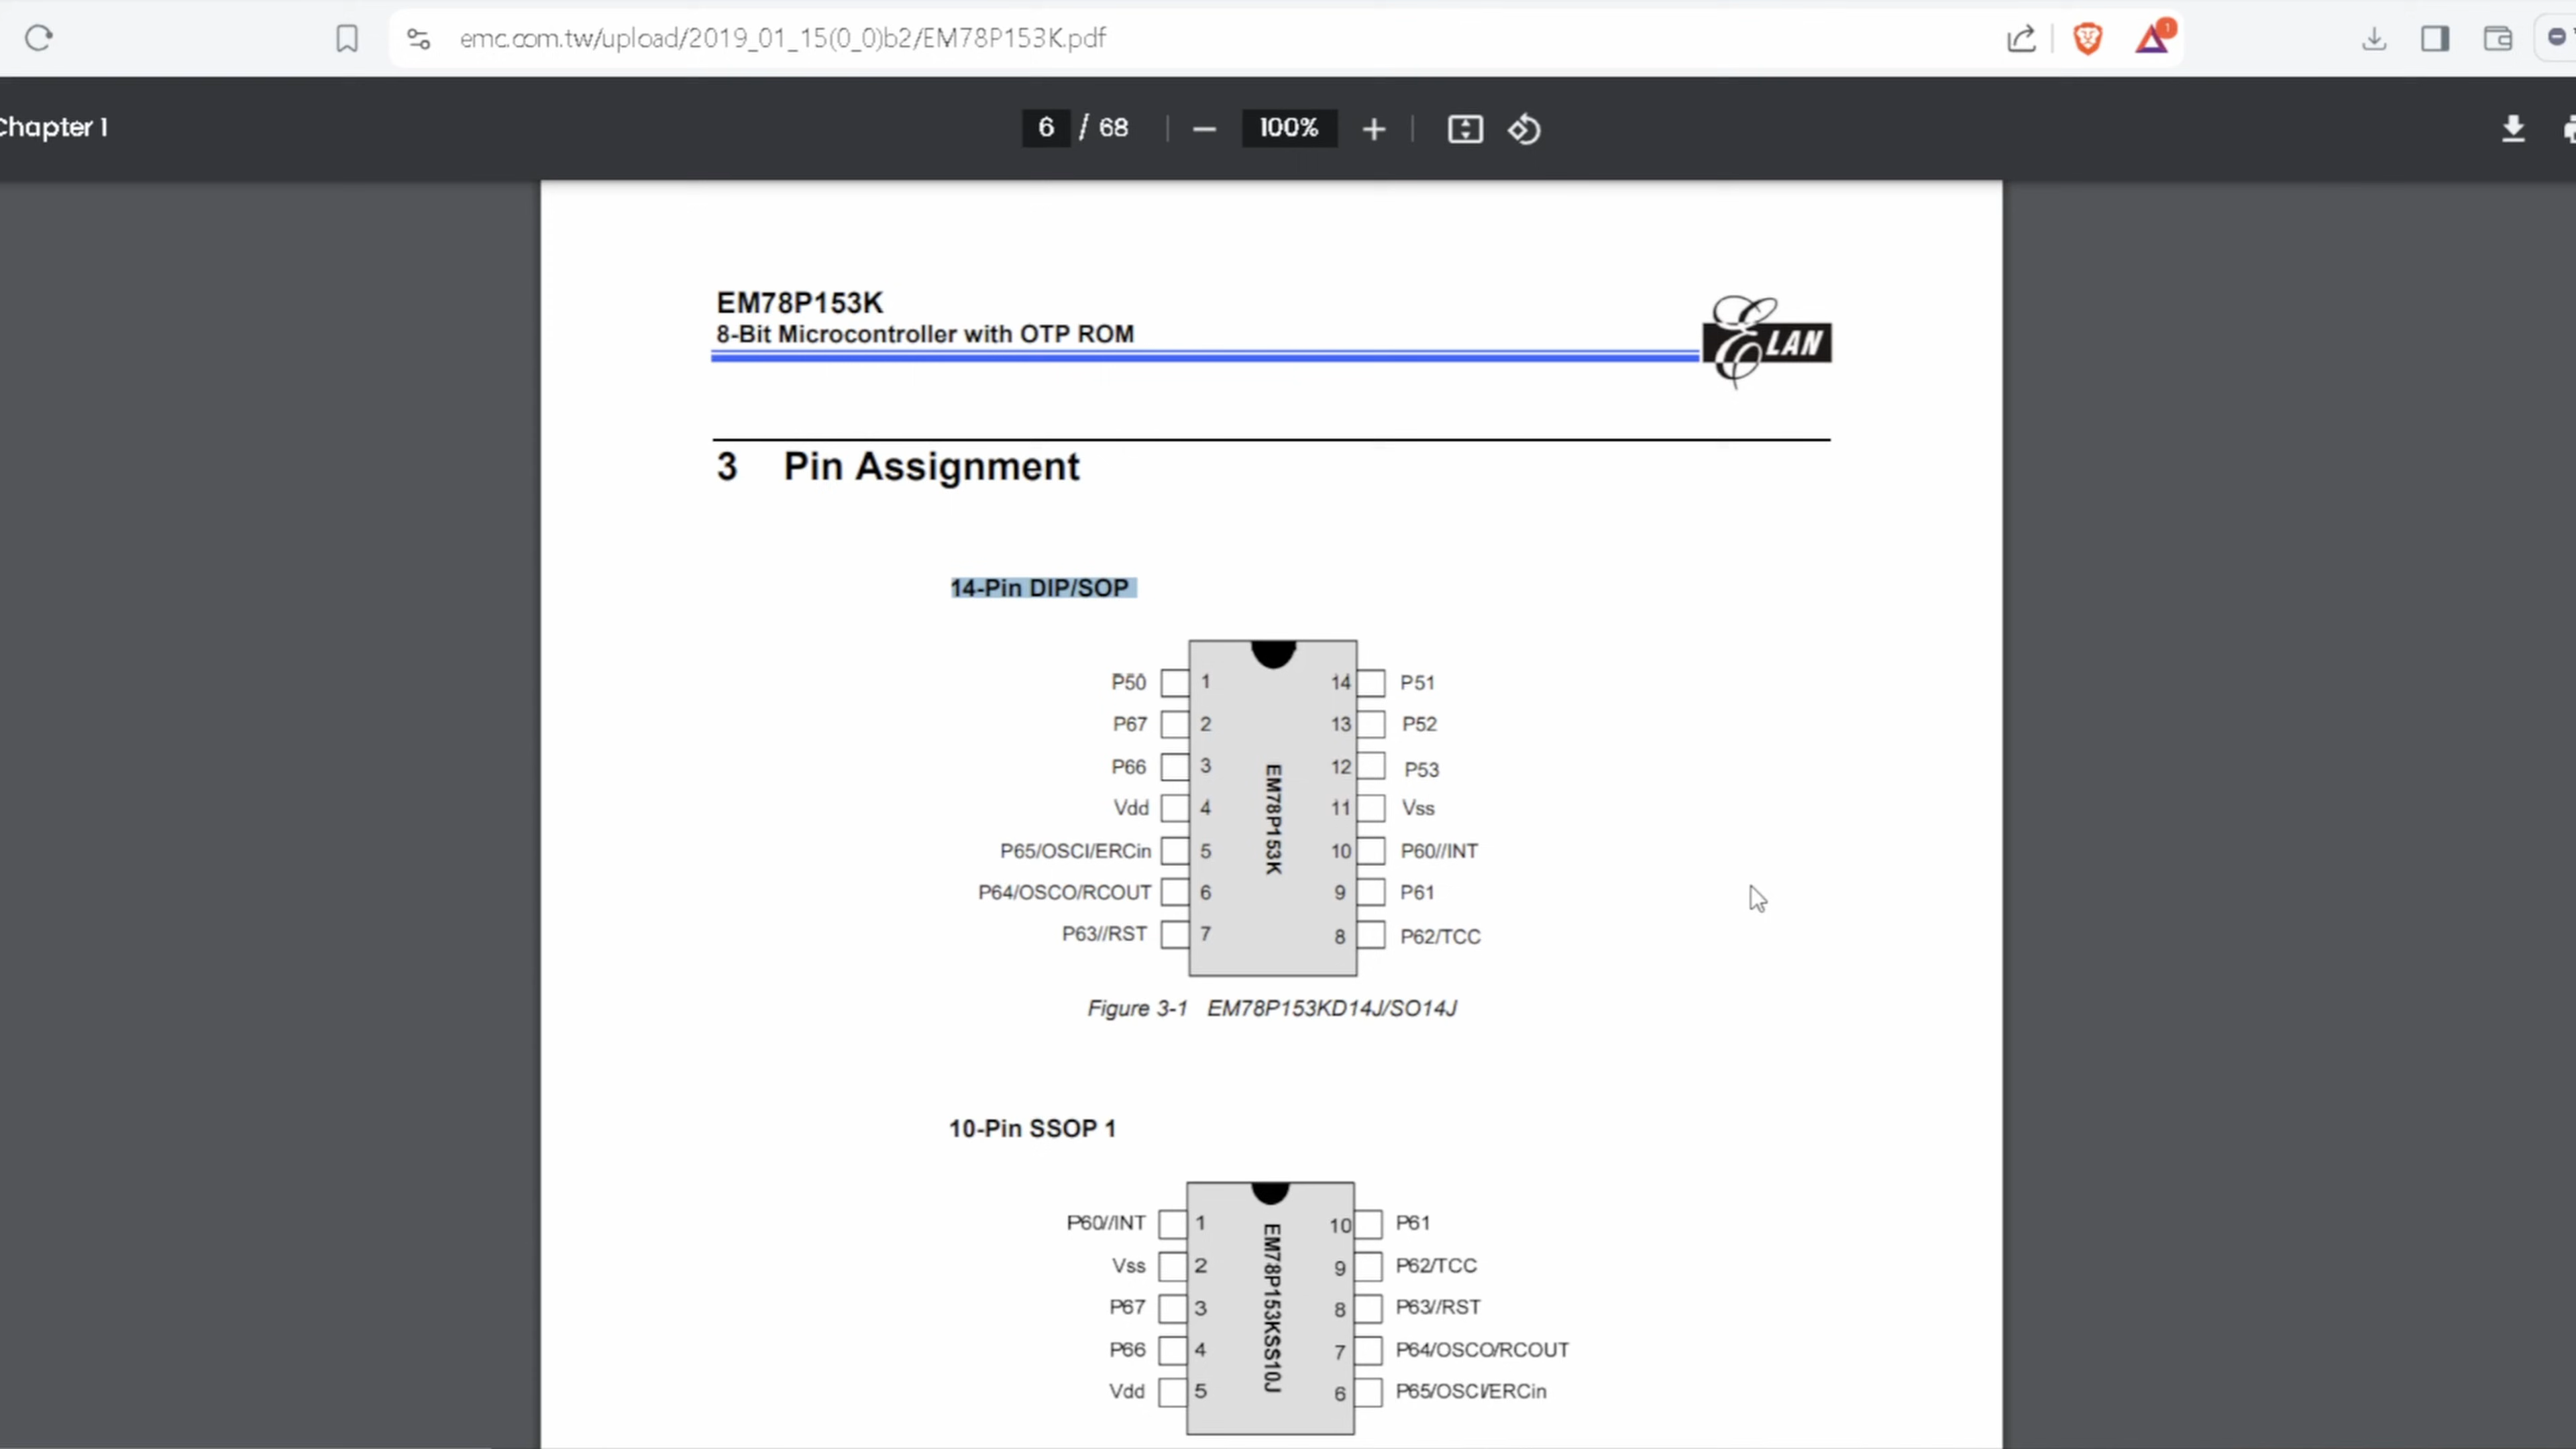 emc.com.tw/upload/2019_01_15(0_0)b2/EM78P153K.pdf
1
Chapter 1
6 / 68
100%
EM78P153K
8-Bit Microcontroller with OTP ROM
ELAN
3 Pin Assignment
14-Pin DIP/SOP
P50 1 14 P51
P67 2 13 P52
P66 3 12 P53
Vdd 4 11 Vss
P65/OSCI/ERCin 5 10 P60//INT
P64/OSCO/RCOUT 6 9 P61
P63//RST 7 8 P62/TCC
EM78P153K
Figure 3-1 EM78P153KD14J/SO14J
10-Pin SSOP 1
P60//INT 1 10 P61
Vss 2 9 P62/TCC
P67 3 8 P63//RST
P66 4 7 P64/OSCO/RCOUT
Vdd 5 6 P65/OSCI/ERCin
EM78P153KSS10J